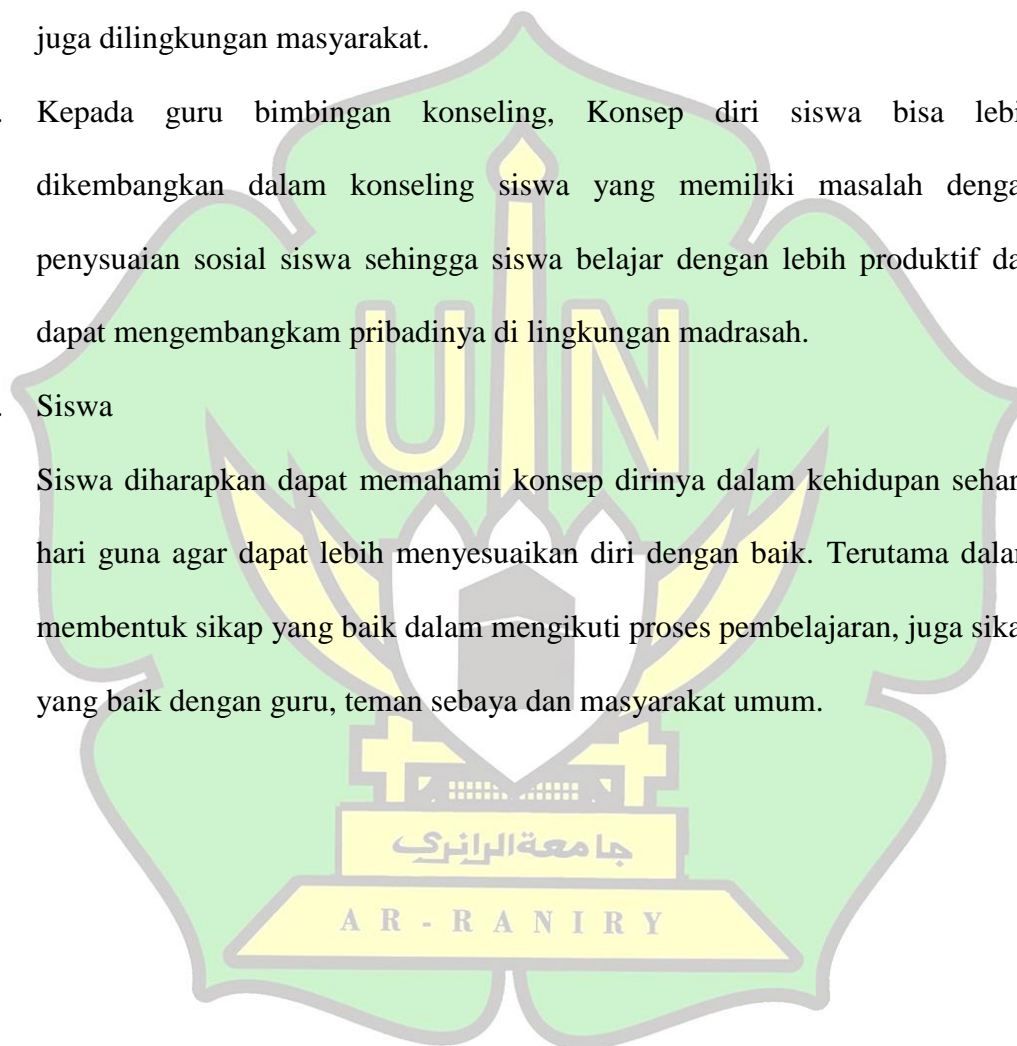 juga dilingkungan masyarakat.
. Kepada guru bimbingan konseling, Konsep diri siswa bisa lebi
dikembangkan dalam konseling siswa yang memiliki masalah denga
penysuaian sosial siswa sehingga siswa belajar dengan lebih produktif da
dapat mengembangkam pribadinya di lingkungan madrasah.
. Siswa
Siswa diharapkan dapat memahami konsep dirinya dalam kehidupan sehar
hari guna agar dapat lebih menyesuaikan diri dengan baik. Terutama dala
membentuk sikap yang baik dalam mengikuti proses pembelajaran, juga sika
yang baik dengan guru, teman sebaya dan masyarakat umum.
UIN
جامعةالرانري
AR-RANIRY